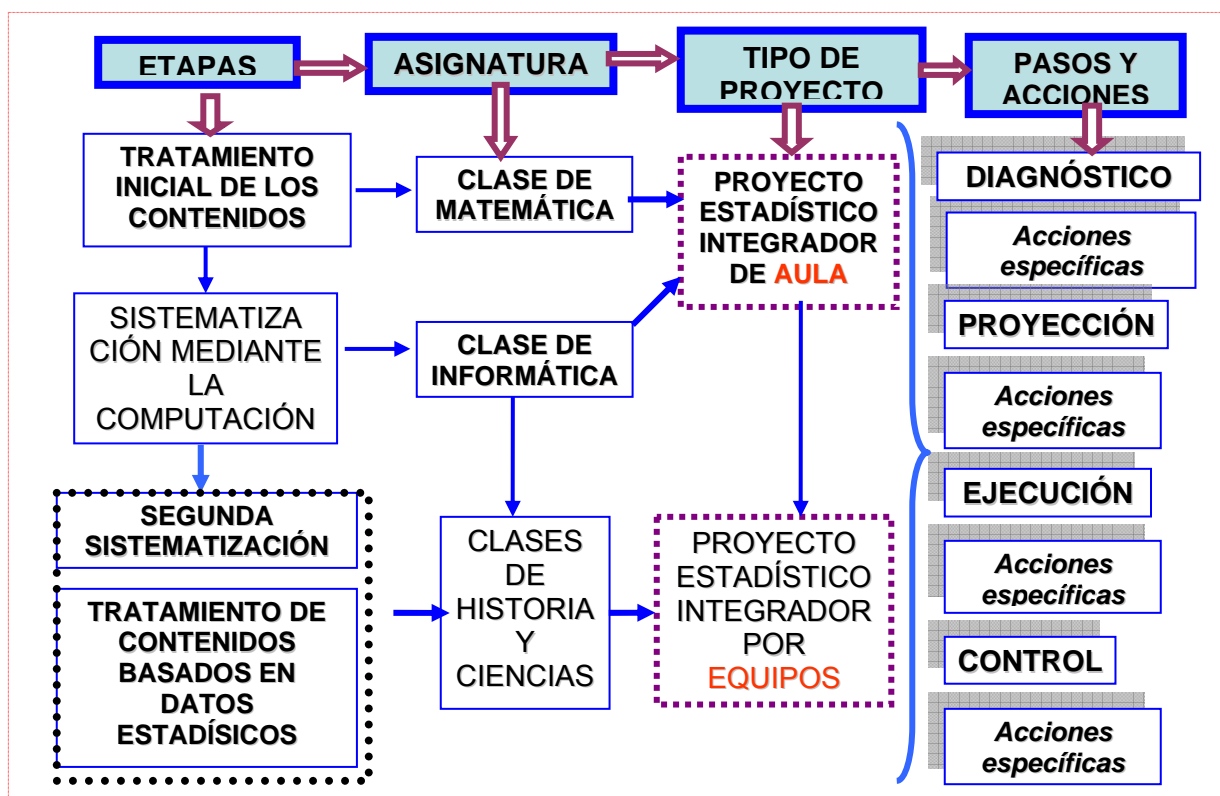 ETAPAS
ASIGNATURA
TIPO DE
PROYECTO
PASOS Y
ACCIONES
TRATAMIENTO
INICIAL DE LOS
CONTENIDOS
CLASE DE
MATEMÁTICA
PROYECTO
ESTADÍSTICO
INTEGRADOR
DE AULA
DIAGNÓSTICO
Acciones
específicas
PROYECCIÓN
Acciones
específicas
EJECUCIÓN
Acciones
específicas
CONTROL
Acciones
específicas
SISTEMATIZA
CIÓN MEDIANTE
LA
COMPUTACIÓN
CLASE DE
INFORMÁTICA
SEGUNDA
SISTEMATIZACIÓN
TRATAMIENTO DE
CONTENIDOS
BASADOS EN
DATOS
ESTADÍSICOS
CLASES
DE
HISTORIA
Y
CIENCIAS
PROYECTO
ESTADÍSTICO
INTEGRADOR
POR
EQUIPOS